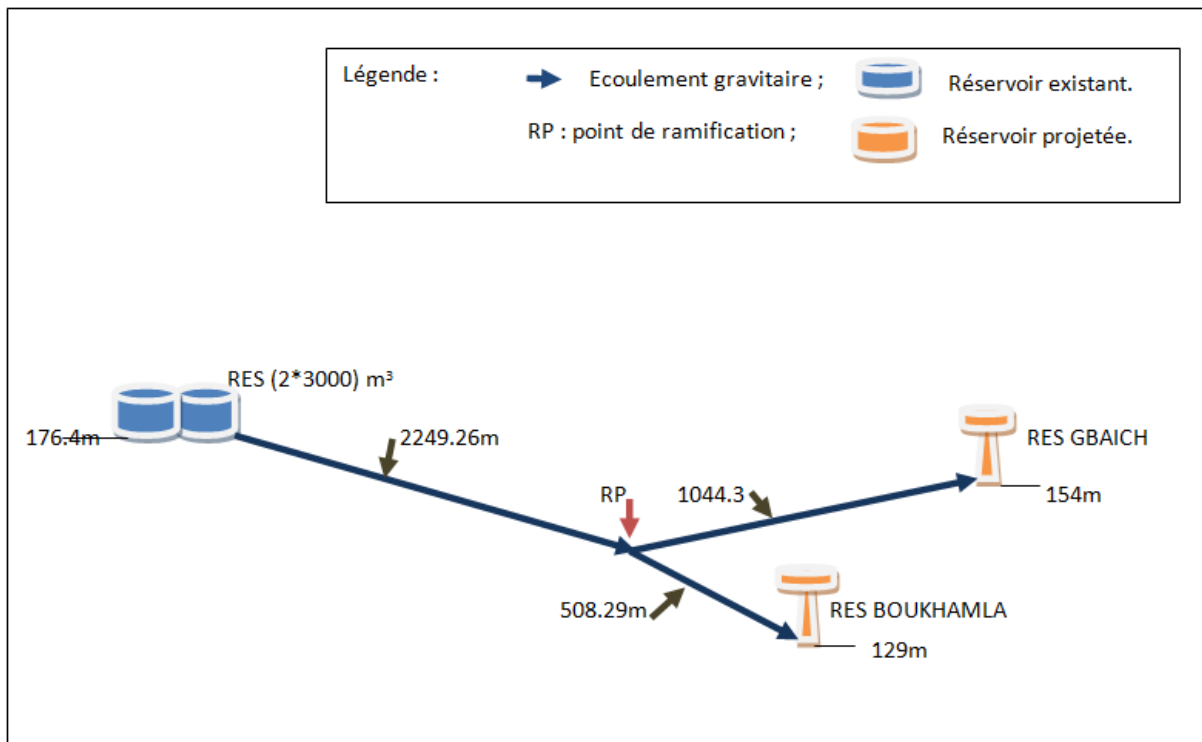 Légende :
Ecoulement gravitaire ;
Réservoir existant.
RP : point de ramification ;
Réservoir projetée.
RES (2*3000) m³
176.4m
2249.26m
RES GBAICH
RP
1044.3
154m
508.29m
RES BOUKHAMLA
129m